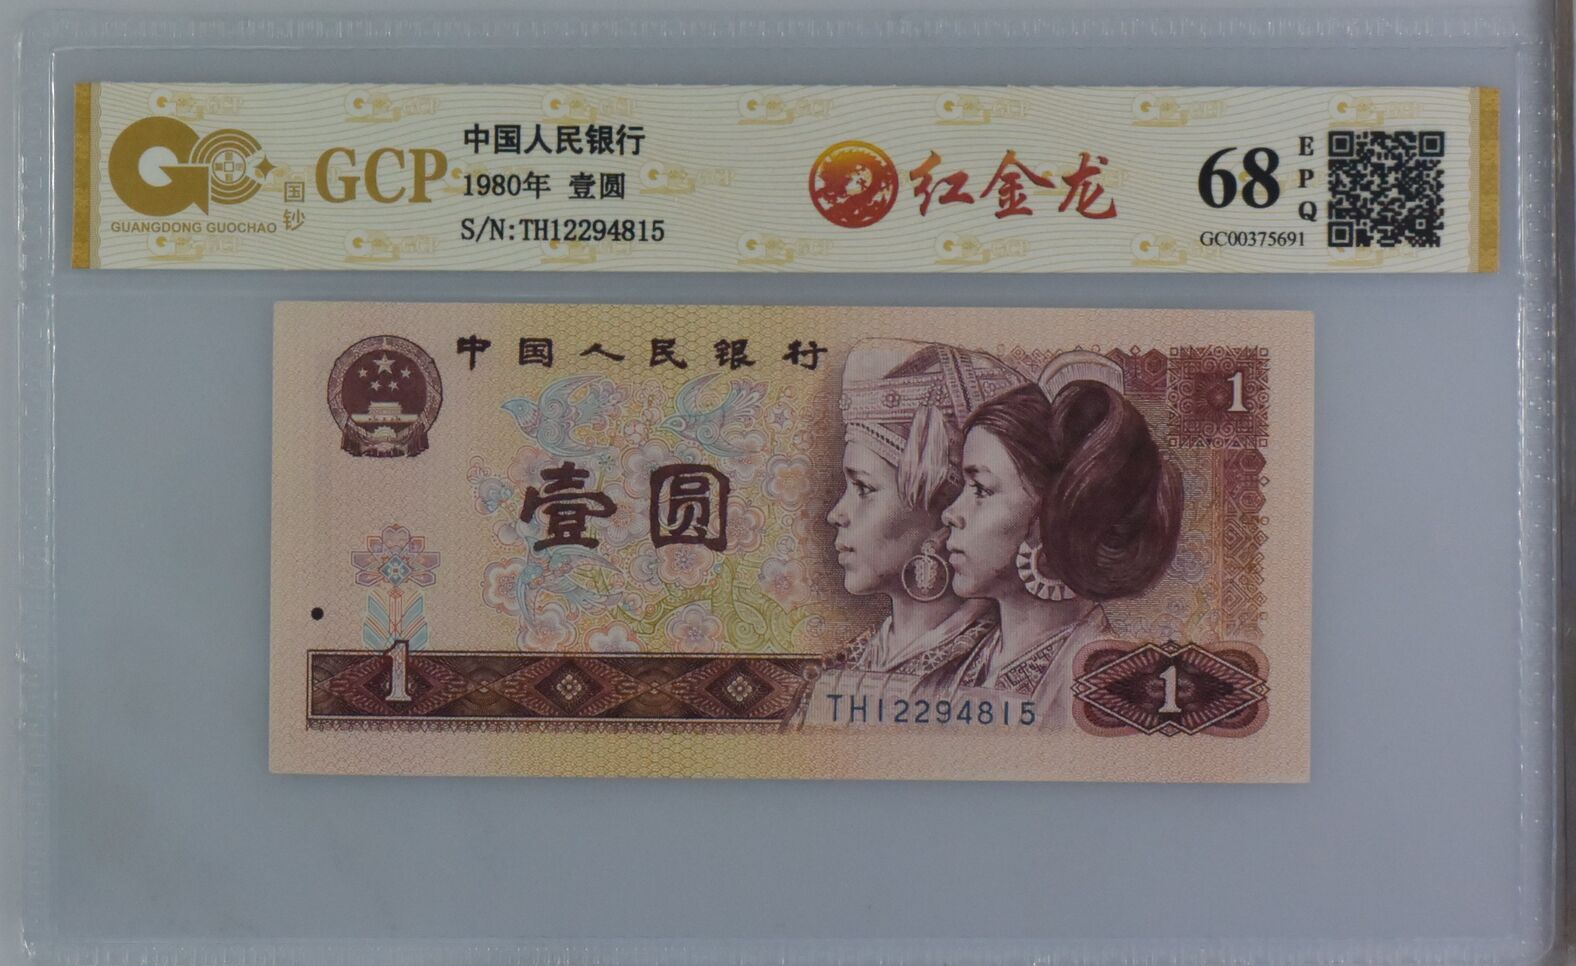 GUANGDONG GUOCHAO
国钞
GCP
中国人民银行
1980年 壹圆
S/N:TH12294815
红金龙
68
EPQ
GC00375691
中国人民银行
1
壹圆
1
TH12294815
1